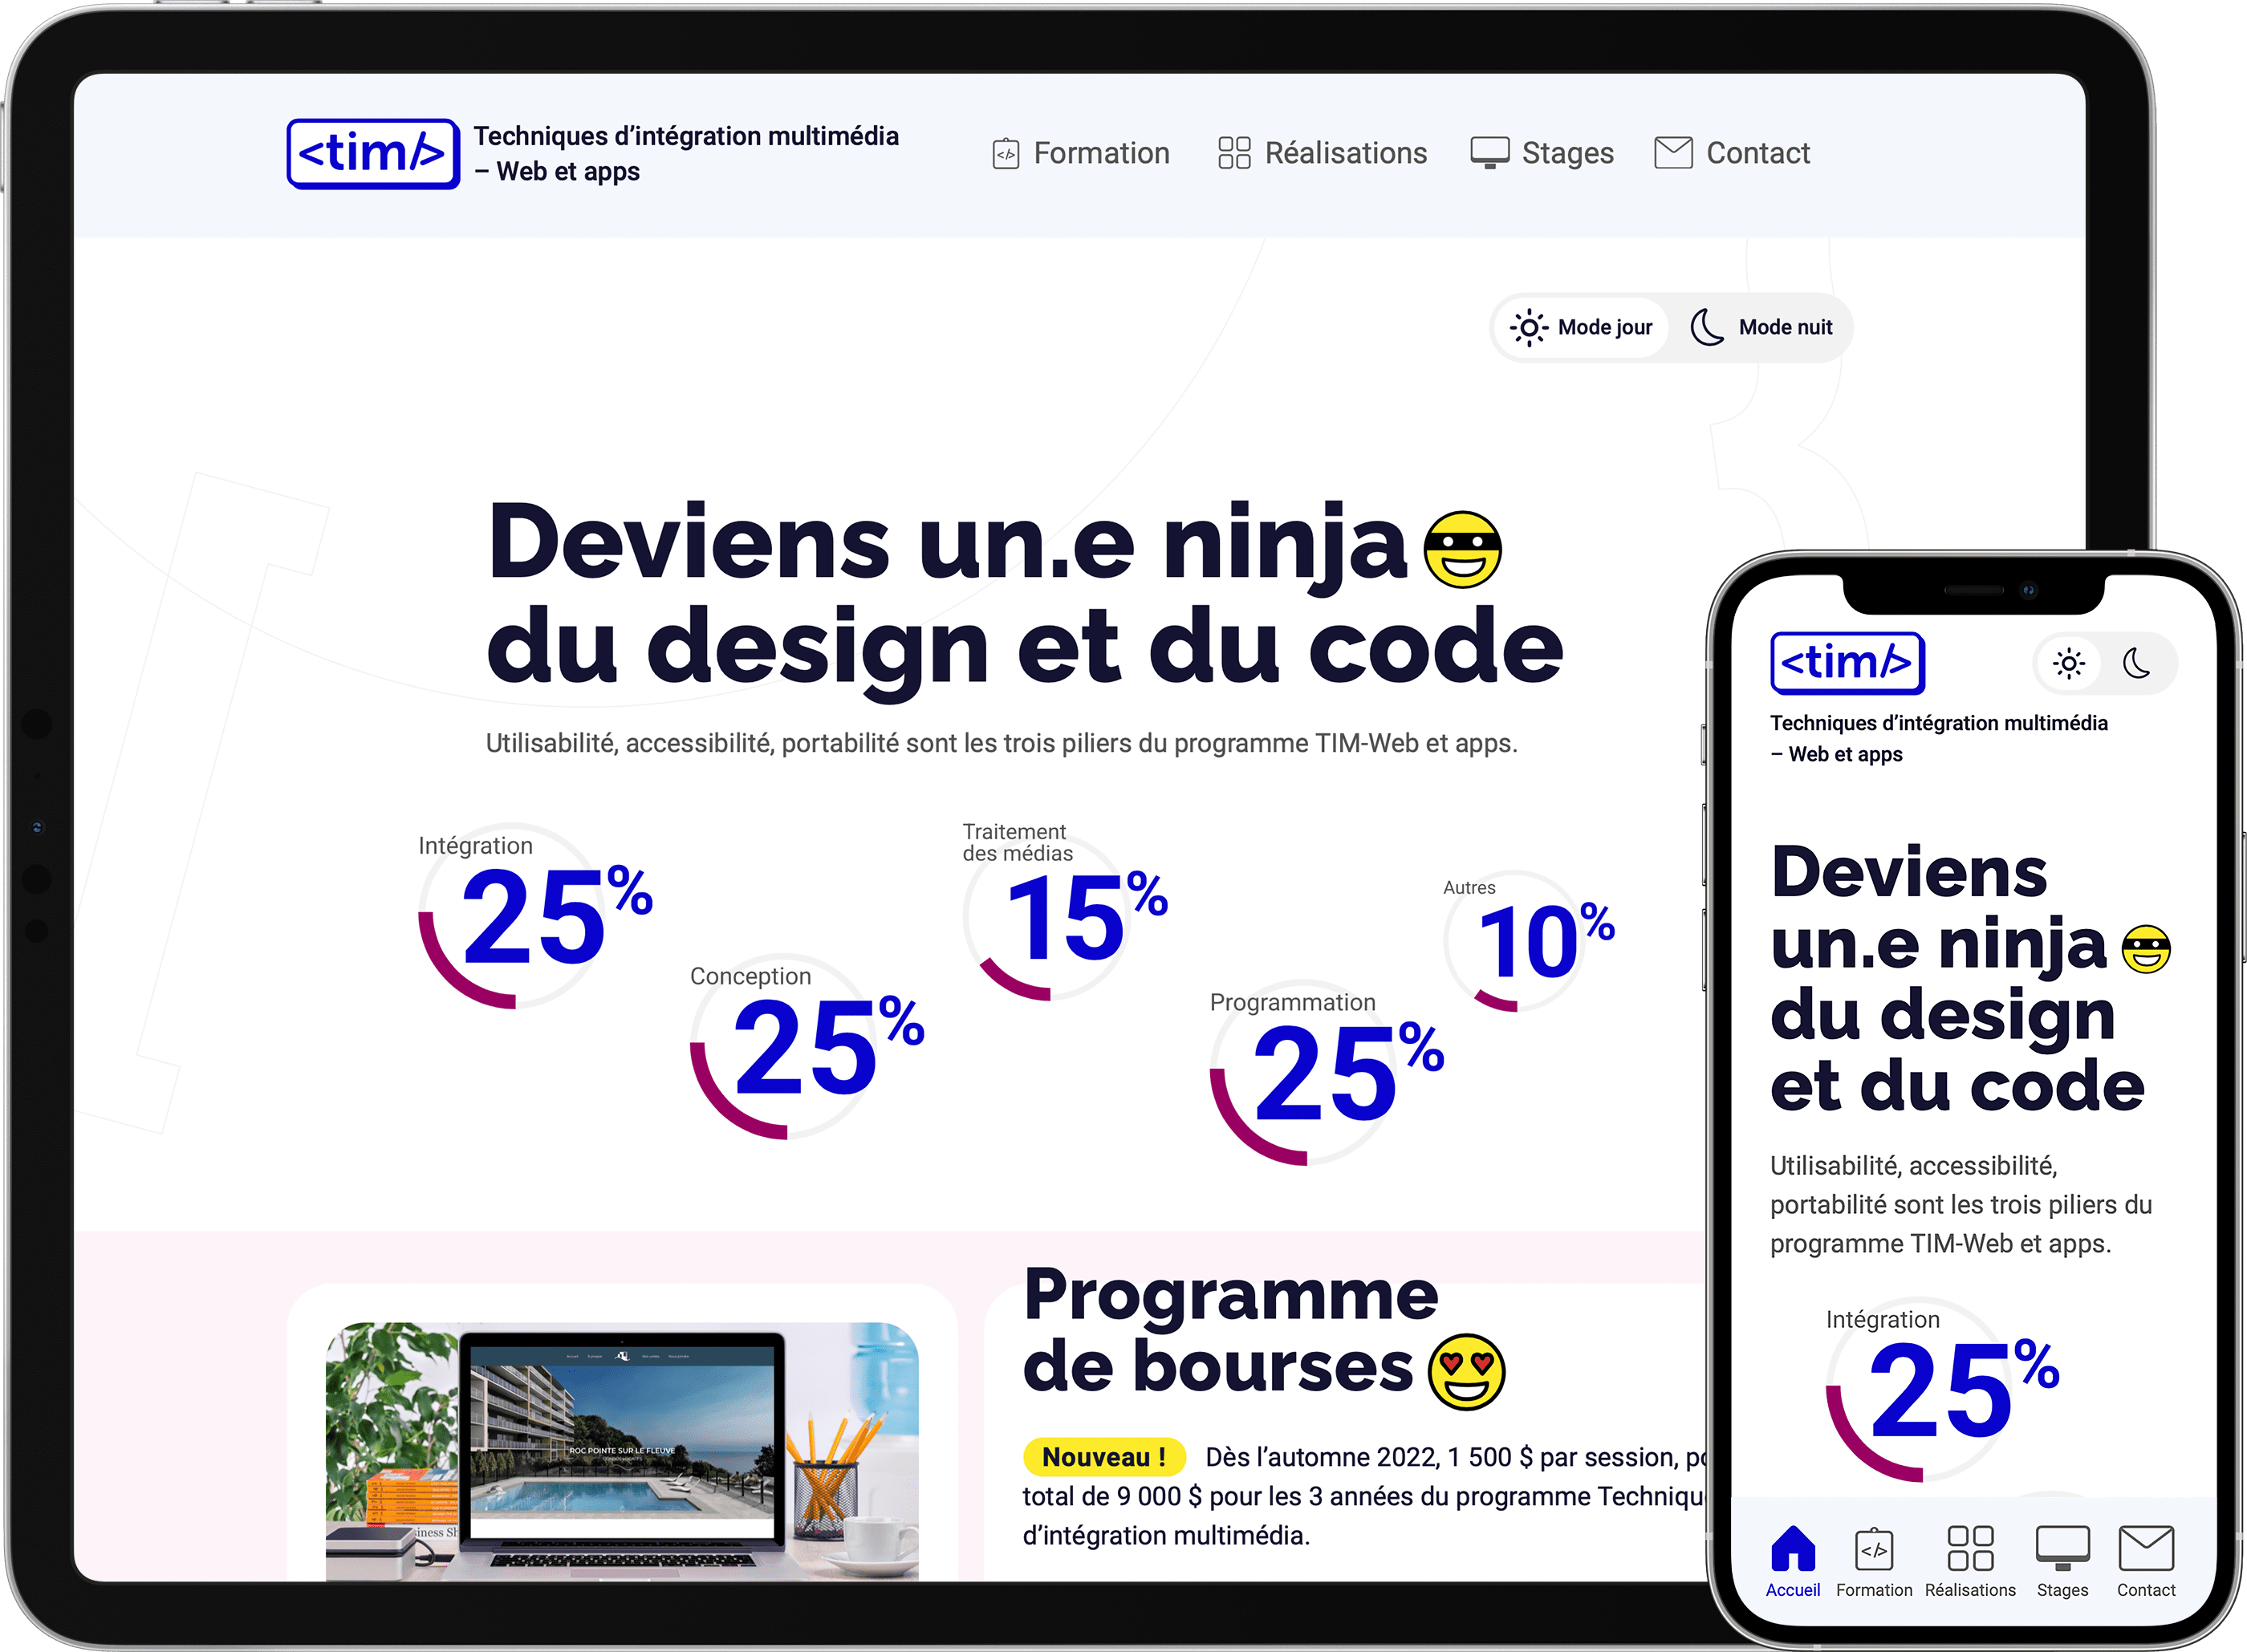 <tim/>
Techniques d’intégration multimédia
– Web et apps
Formation
Réalisations
Stages
Contact
Mode jour
Mode nuit
Deviens un.e ninja
du design et du code
Utilisabilité, accessibilité, portabilité sont les trois piliers du programme TIM-Web et apps.
Intégration
25%
Conception
25%
Traitement
des médias
15%
Programmation
25%
Autres
10%
ROC POINTE SUR LE FLEUVE
Programme
de bourses
Nouveau ! Dès l’automne 2022, 1 500 $ par session,
total de 9 000 $ pour les 3 années du programme
d’intégration multimédia.
<tim/>
Techniques d’intégration multimédia
– Web et apps
Deviens
un.e ninja
du design
et du code
Utilisabilité, accessibilité,
portabilité sont les trois piliers du
programme TIM-Web et apps.
Intégration
25%
Accueil
Formation
Réalisations
Stages
Contact